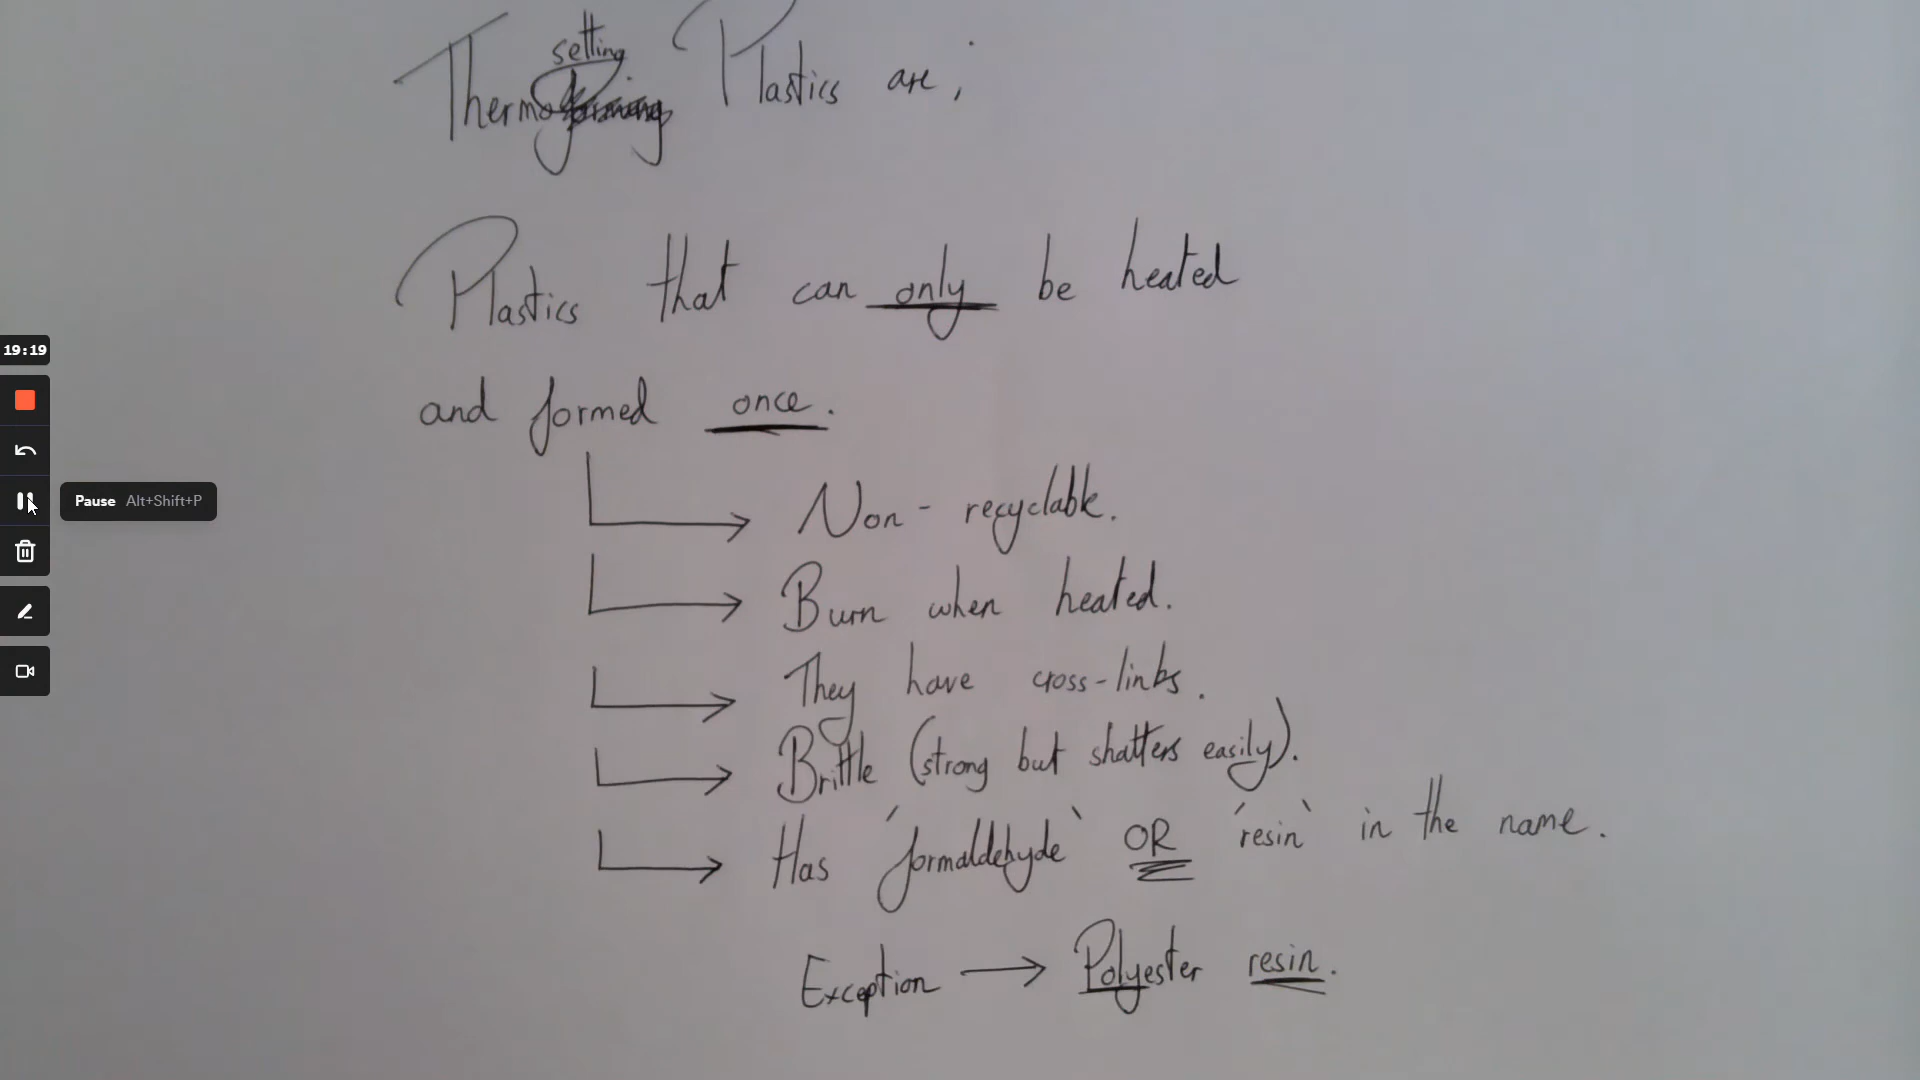 setting
Thermoforming Plastics are;
Plastics that can only be heated
and formed once.
Non-recyclable.
Burn when heated.
They have cross-links.
Brittle (strong but shatters easily).
Has ´formaldehyde` OR ´resin` in the name.
Exception → Polyester resin.
19:19
Pause Alt+Shift+P